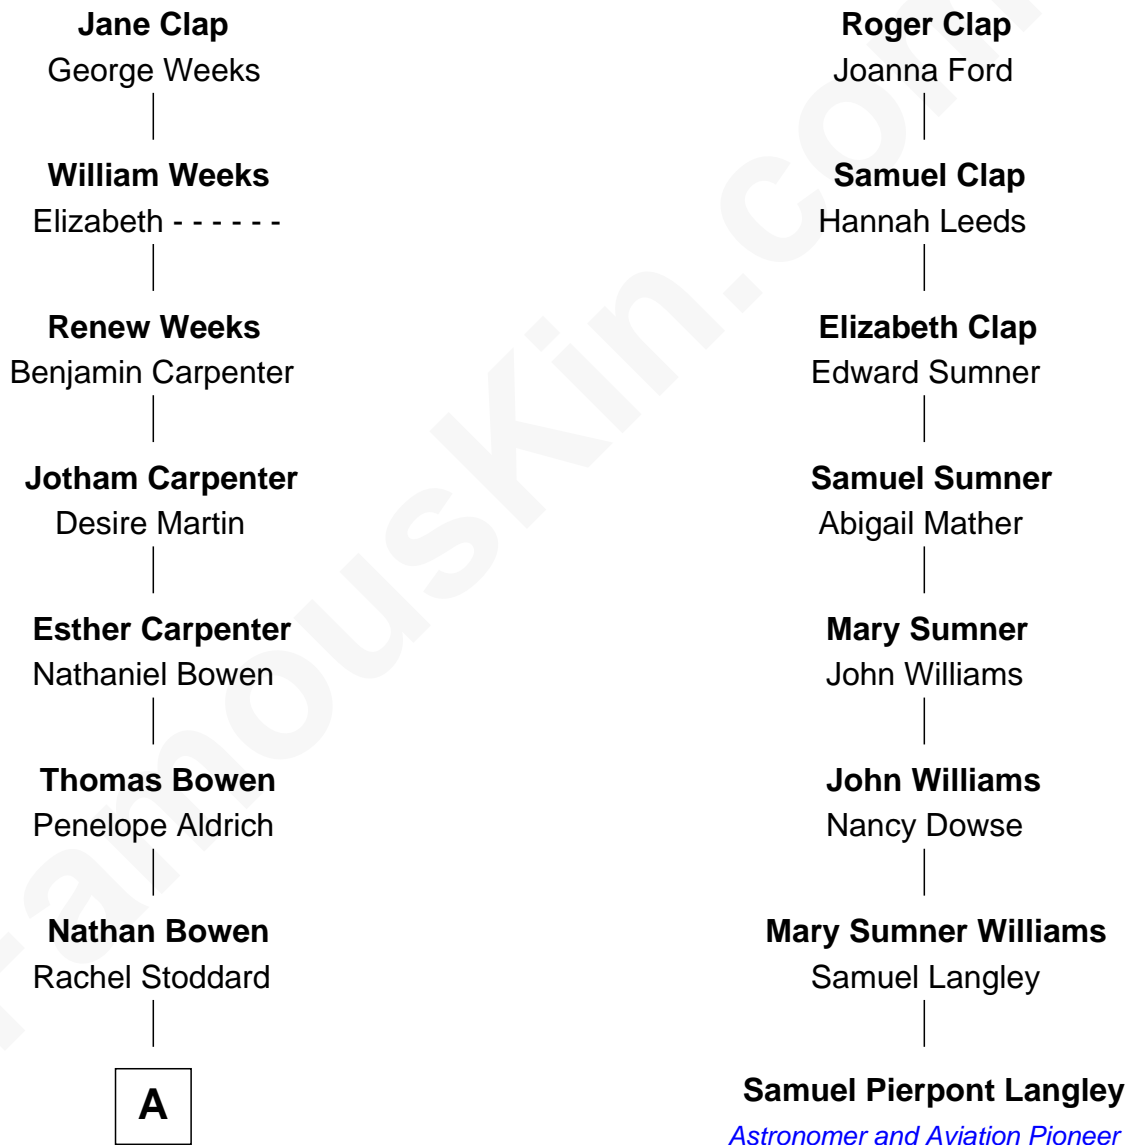 Jane Clap
George Weeks
William Weeks
Elizabeth - - - - - -
Renew Weeks
Benjamin Carpenter
Jotham Carpenter
Desire Martin
Esther Carpenter
Nathaniel Bowen
Thomas Bowen
Penelope Aldrich
Nathan Bowen
Rachel Stoddard
A
Roger Clap
Joanna Ford
Samuel Clap
Hannah Leeds
Elizabeth Clap
Edward Sumner
Samuel Sumner
Abigail Mather
Mary Sumner
John Williams
John Williams
Nancy Dowse
Mary Sumner Williams
Samuel Langley
Samuel Pierpont Langley
Astronomer and Aviation Pioneer
FamousKin.com